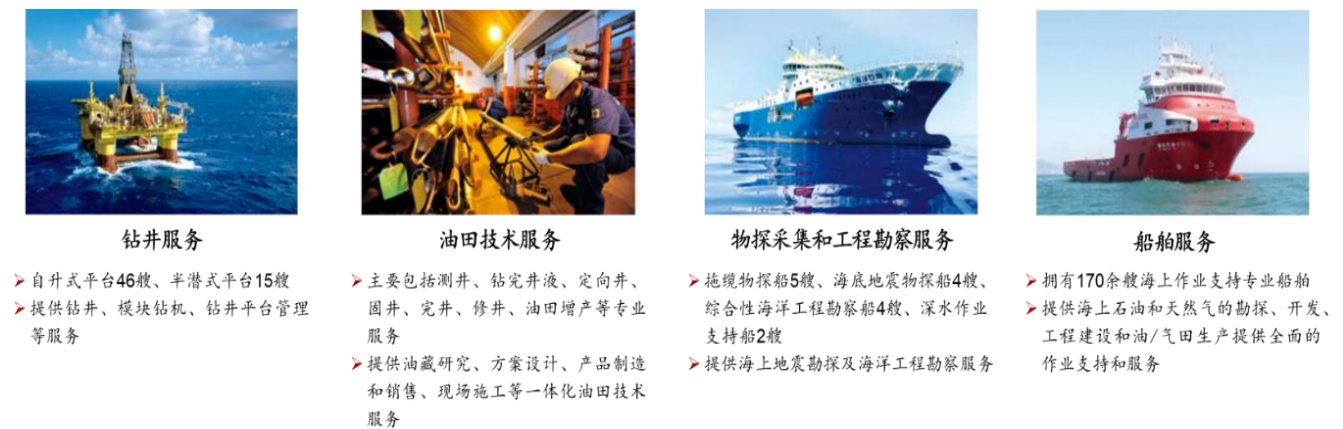 钻井服务
➢自升式平台46艘、半潜式平台15艘
➢提供钻井、模块钻机、钻井平台管理
等服务
油田技术服务
➢主要包括测井、钻完井液、定向井、
固井、完井、修井、油田增产等专业
服务
➢提供油藏研究、方案设计、产品制造
和销售、现场施工等一体化油田技术
服务
物探采集和工程勘察服务
➢拖缆物探船5艘、海底地震物探船4艘、
综合性海洋工程勘察船4艘、深水作业
支持船2艘
➢提供海上地震勘探及海洋工程勘察服务
船舶服务
➢拥有170余艘海上作业支持专业船舶
➢提供海上石油和天然气的勘探、开发、
工程建设和油/气田生产提供全面的
作业支持和服务